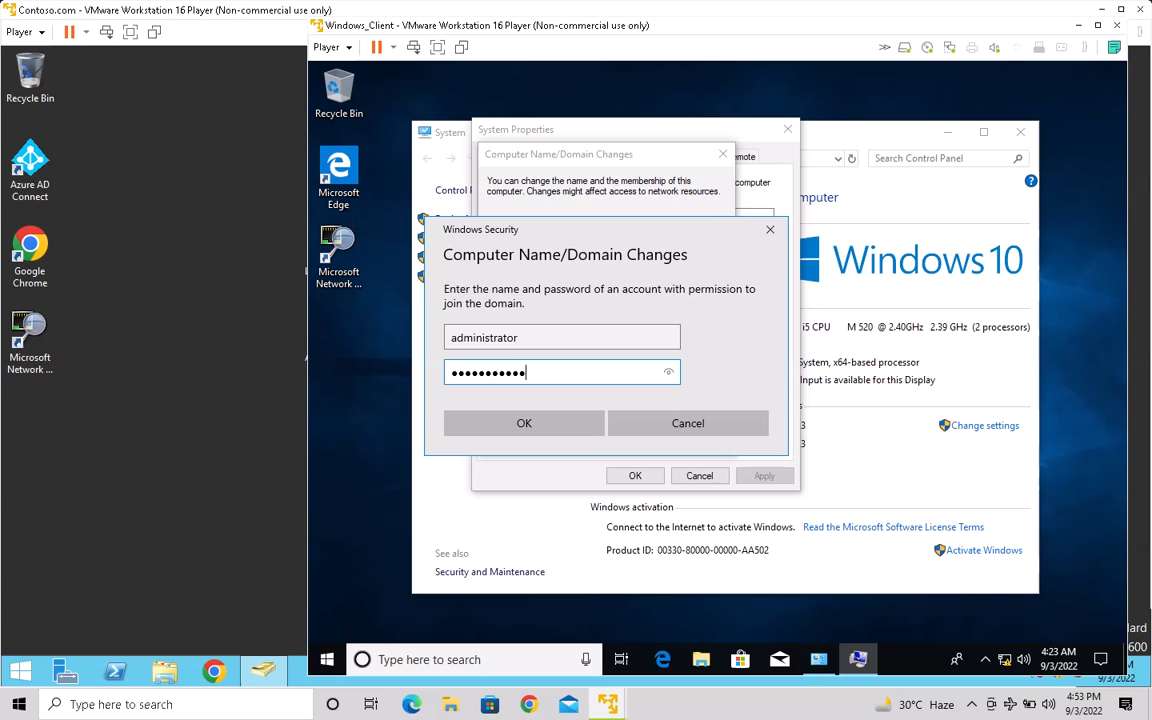 Contoso.com - VMware Workstation 16 Player (Non-commercial use only)
Player
Windows_Client - VMware Workstation 16 Player (Non-commercial use only)
Player
Recycle Bin
Azure AD
Connect
Google
Chrome
Microsoft
Network ...
Recycle Bin
Microsoft
Edge
Microsoft
Network ...
System
Search Control Panel
Windows 10
i5 CPU M 520 @ 2.40GHz 2.39 GHz (2 processors)
System, x64-based processor
Input is available for this Display
3
Change settings
3
Windows activation
Connect to the Internet to activate Windows. Read the Microsoft Software License Terms
Product ID: 00330-80000-00000-AA502
Activate Windows
See also
Security and Maintenance
System Properties
computer
OK
Cancel
Apply
Computer Name/Domain Changes
You can change the name and the membership of this
computer. Changes might affect access to network resources.
Windows Security
Computer Name/Domain Changes
Enter the name and password of an account with permission to
join the domain.
administrator
•••••••••••
OK
Cancel
Type here to search
4:23 AM
9/3/2022
600
9/3/2022
Type here to search
30°C Haze
4:53 PM
9/3/2022